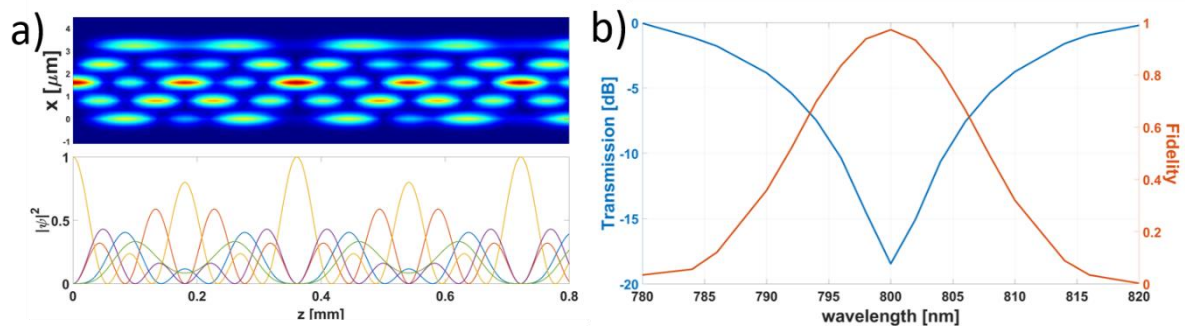 a)
x [μm]
4
3
2
1
0
-1
|ψ|²
1
0.5
0
0 0.2 0.4 0.6 0.8
z [mm]
b)
Transmission [dB]
0
-5
-10
-15
-20
780 785 790 795 800 805 810 815 820
wavelength [nm]
1
0.8
0.6
0.4
0.2
0
Fidelity